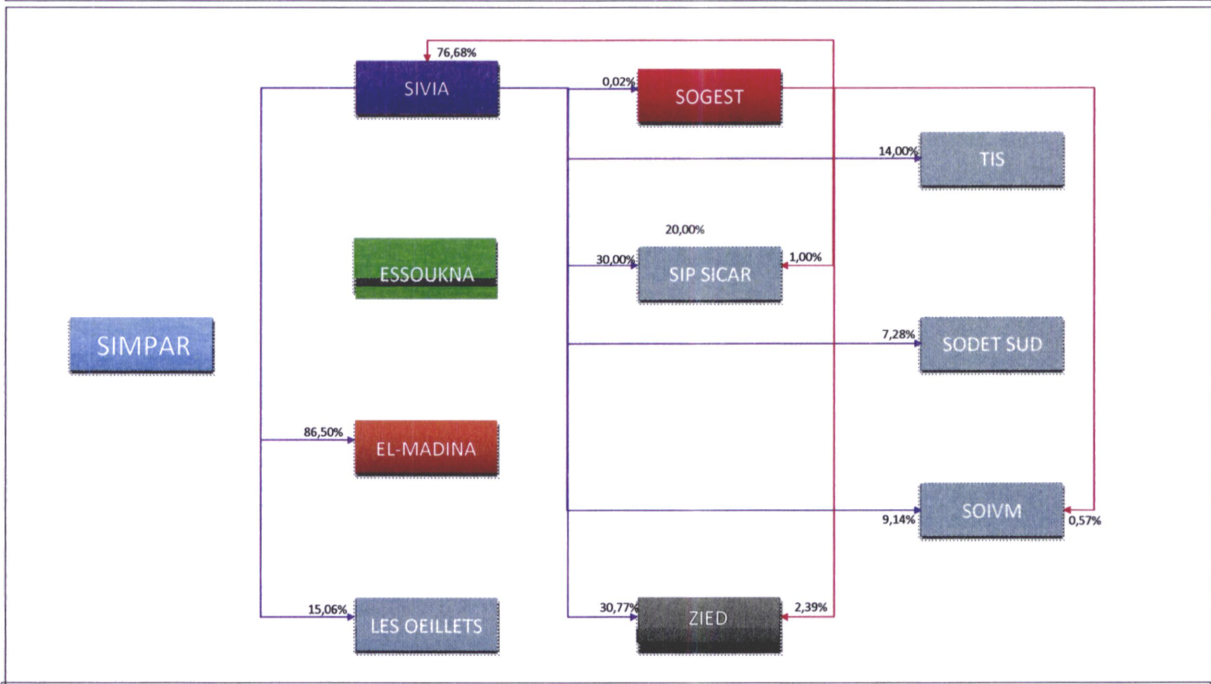 76,68%
SIVIA
0,02%
SOGEST
14,00%
TIS
20,00%
ESSOUKNA
30,00%
SIP SICAR
1,00%
SIMPAR
7,28%
SODET SUD
86,50%
EL-MADINA
9,14%
SOIVM
0,57%
15,06%
LES OEILLETS
30,77%
ZIED
2,39%